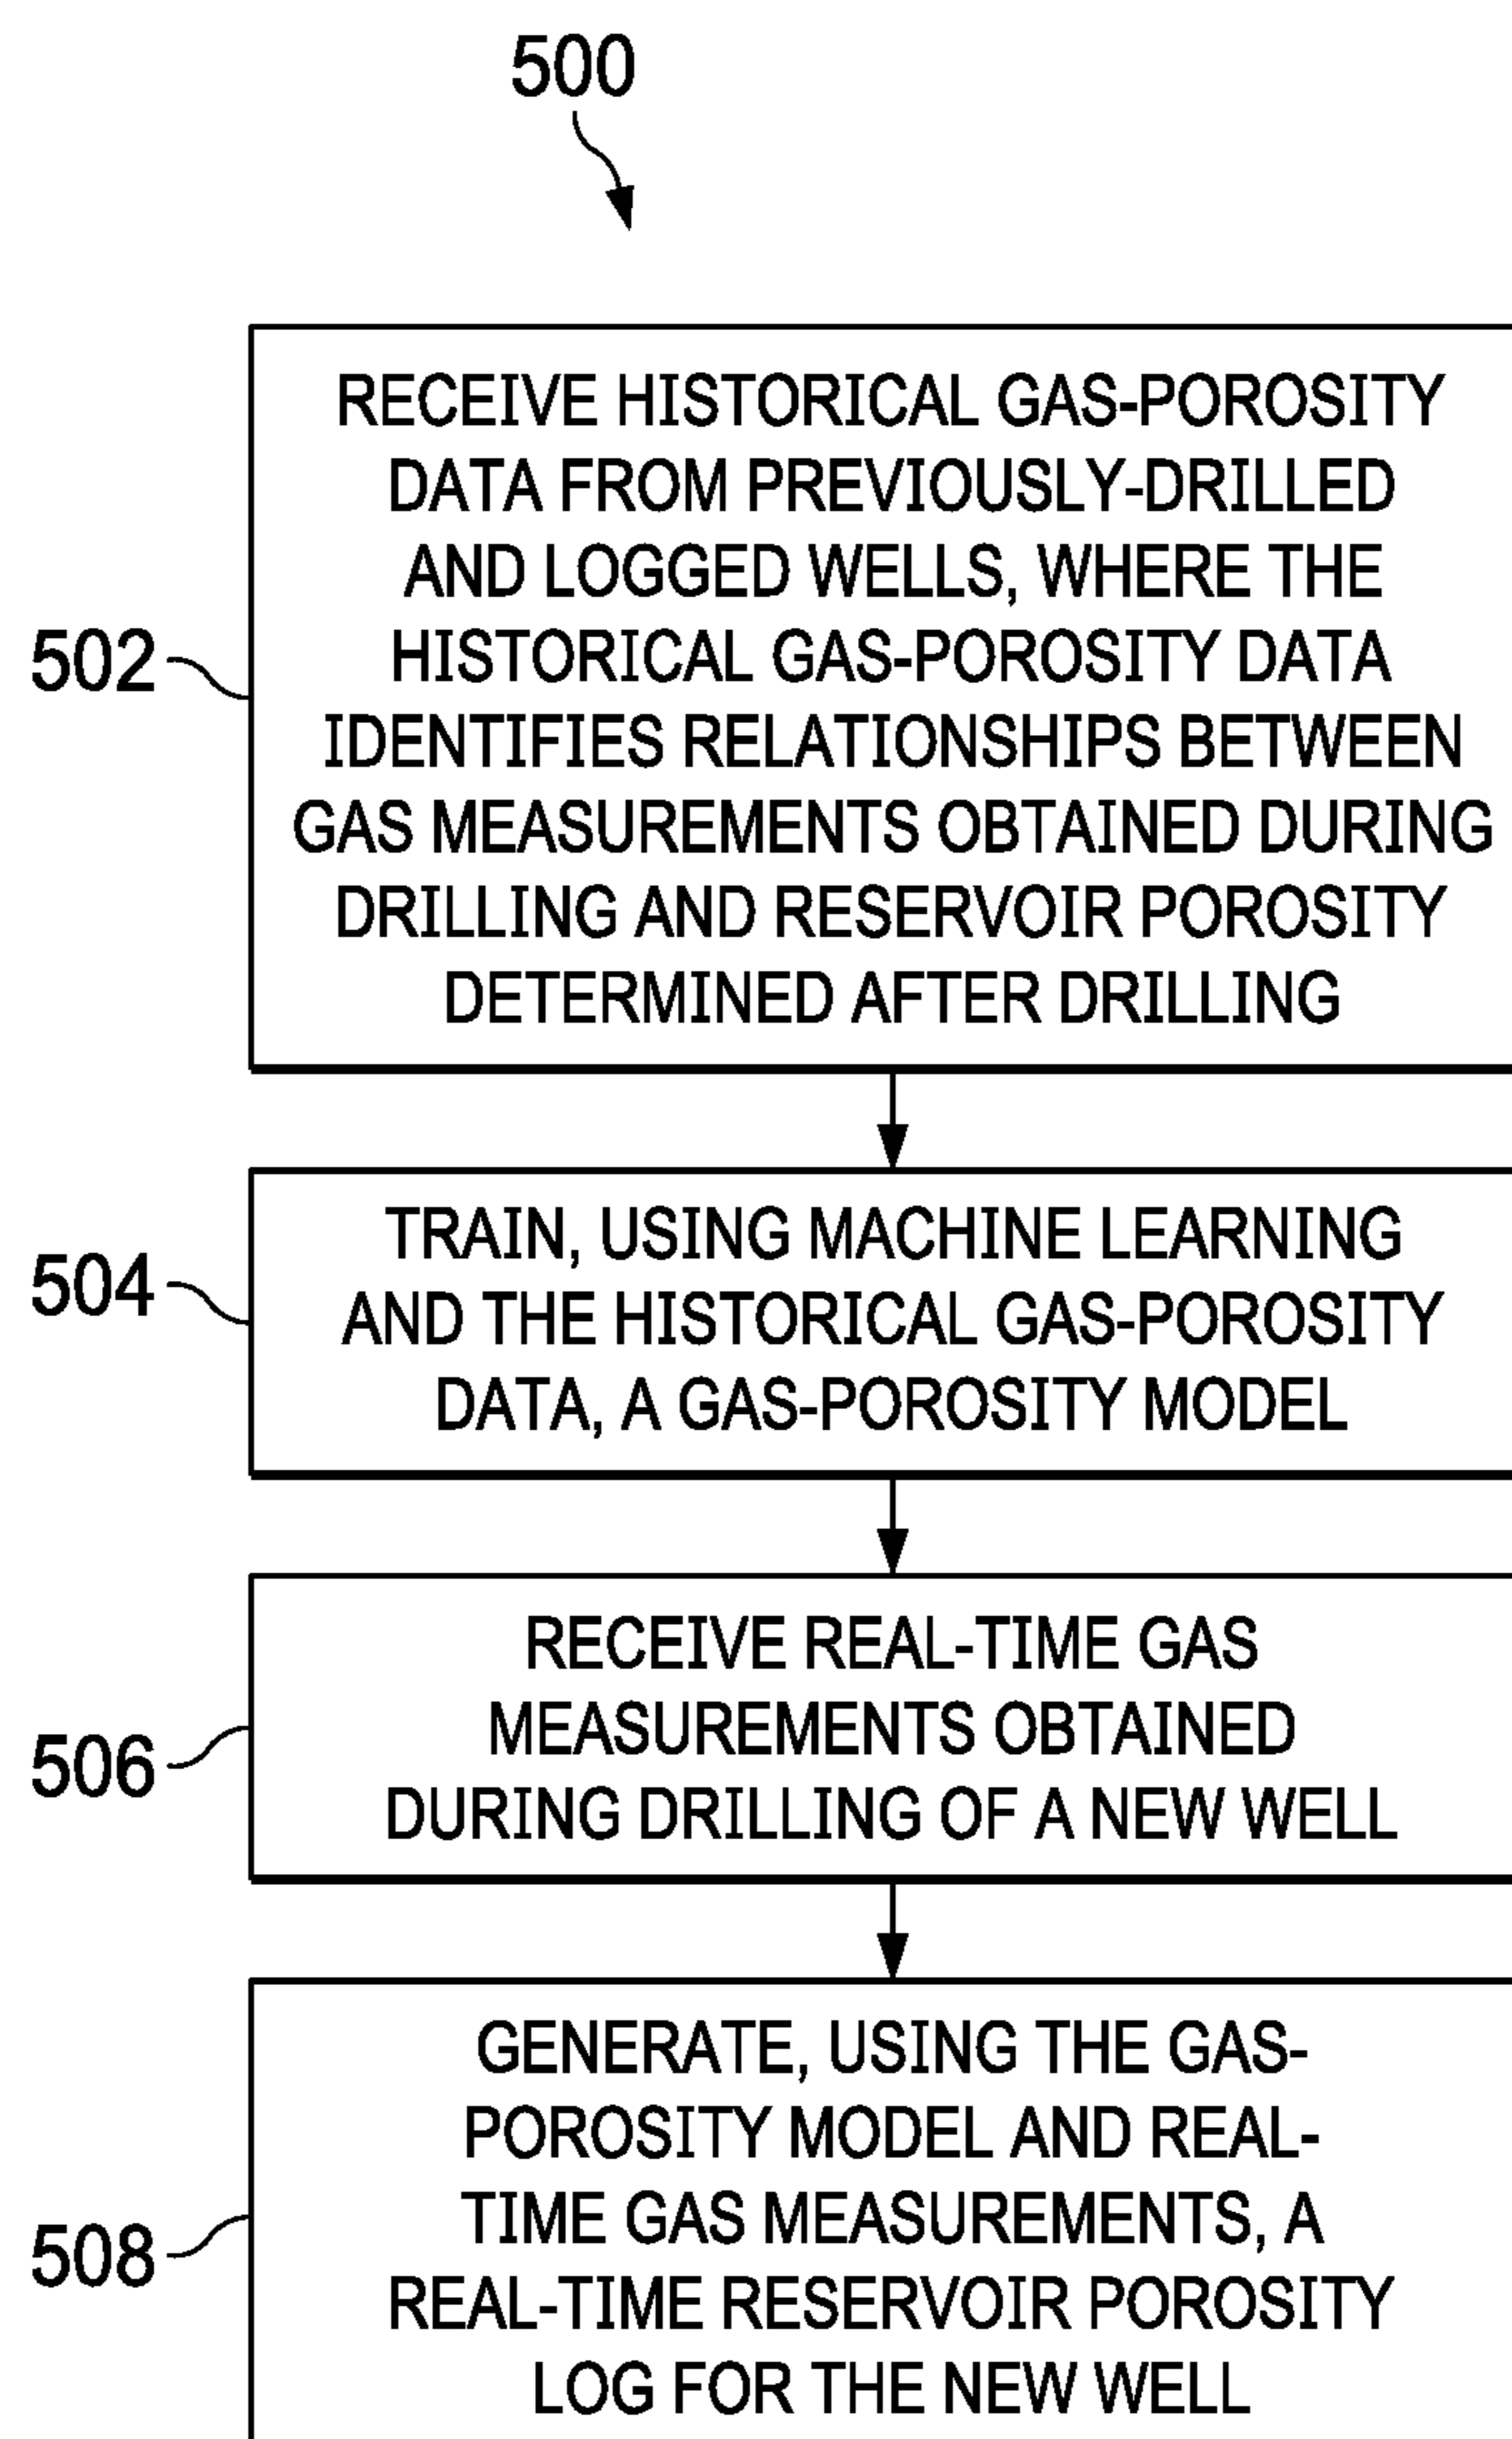 500
502
RECEIVE HISTORICAL GAS-POROSITY
DATA FROM PREVIOUSLY-DRILLED
AND LOGGED WELLS, WHERE THE
HISTORICAL GAS-POROSITY DATA
IDENTIFIES RELATIONSHIPS BETWEEN
GAS MEASUREMENTS OBTAINED DURING
DRILLING AND RESERVOIR POROSITY
DETERMINED AFTER DRILLING
504
TRAIN, USING MACHINE LEARNING
AND THE HISTORICAL GAS-POROSITY
DATA, A GAS-POROSITY MODEL
506
RECEIVE REAL-TIME GAS
MEASUREMENTS OBTAINED
DURING DRILLING OF A NEW WELL
508
GENERATE, USING THE GAS-
POROSITY MODEL AND REAL-
TIME GAS MEASUREMENTS, A
REAL-TIME RESERVOIR POROSITY
LOG FOR THE NEW WELL